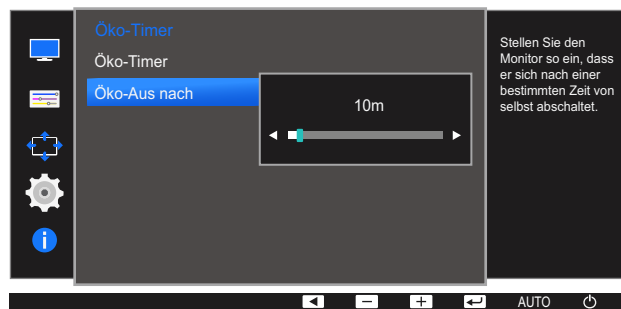 Öko-Timer
Öko-Timer
Öko-Aus nach
10m
Stellen Sie den
Monitor so ein, dass
er sich nach einer
bestimmten Zeit von
selbst abschaltet.
AUTO